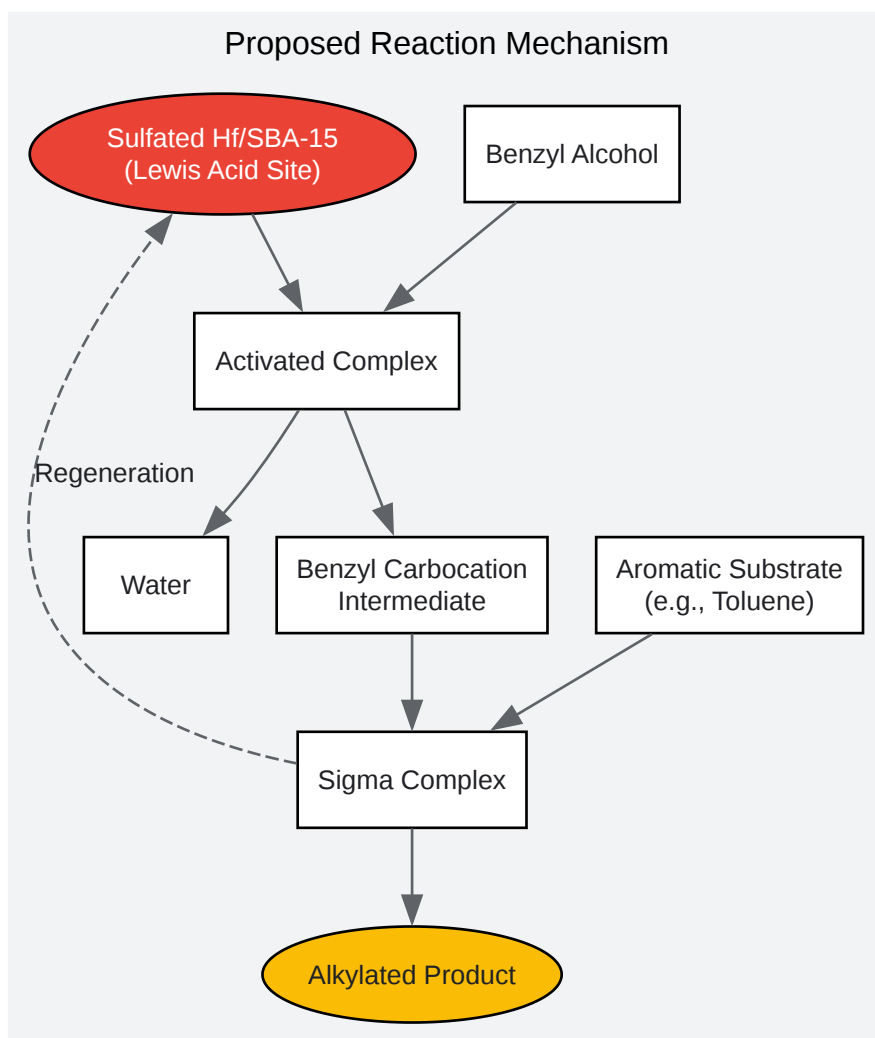 Proposed Reaction Mechanism
Sulfated Hf/SBA-15
(Lewis Acid Site)
Benzyl Alcohol
Activated Complex
Regeneration
Water
Benzyl Carbocation
Intermediate
Aromatic Substrate
(e.g., Toluene)
Sigma Complex
Alkylated Product